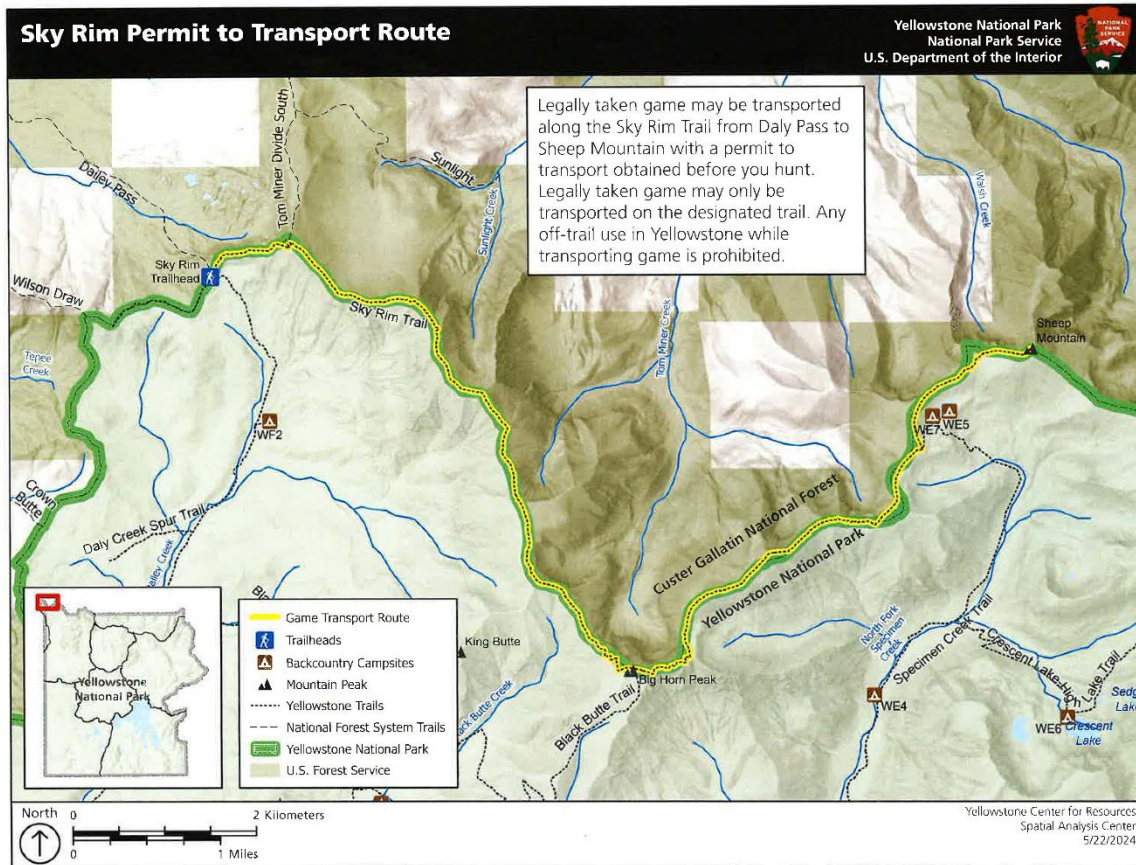 Sky Rim Permit to Transport Route
Yellowstone National Park
National Park Service
U.S. Department of the Interior
NATIONAL
PARK
SERVICE
Legally taken game may be transported
along the Sky Rim Trail from Daly Pass to
Sheep Mountain with a permit to
transport obtained before you hunt.
Legally taken game may only be
transported on the designated trail. Any
off-trail use in Yellowstone while
transporting game is prohibited.
Tom Miner Divide South
Sunlight
Sunlight Creek
Dailey Pass
Walsh Creek
Sky Rim
Trailhead
Wilson Draw
Sky Rim Trail
Tom Miner Creek
Sheep
Mountain
Tepee
Creek
WF2
WE7
WE5
Crown
Butte
Daly Creek Spur Trail
Custer Gallatin National Forest
Yellowstone National Park
King Butte
Big Horn Peak
Black Butte Trail
North Fork
Specimen
Creek
Specimen Creek Trail
Crescent Lake-High
Lake Trail
WE4
WE6
Crescent
Lake
Yellowstone
National Park
Game Transport Route
Trailheads
Backcountry Campsites
Mountain Peak
Yellowstone Trails
National Forest System Trails
Yellowstone National Park
U.S. Forest Service
North
0
2 Kilometers
0
1 Miles
Yellowstone Center for Resources
Spatial Analysis Center
5/22/2024